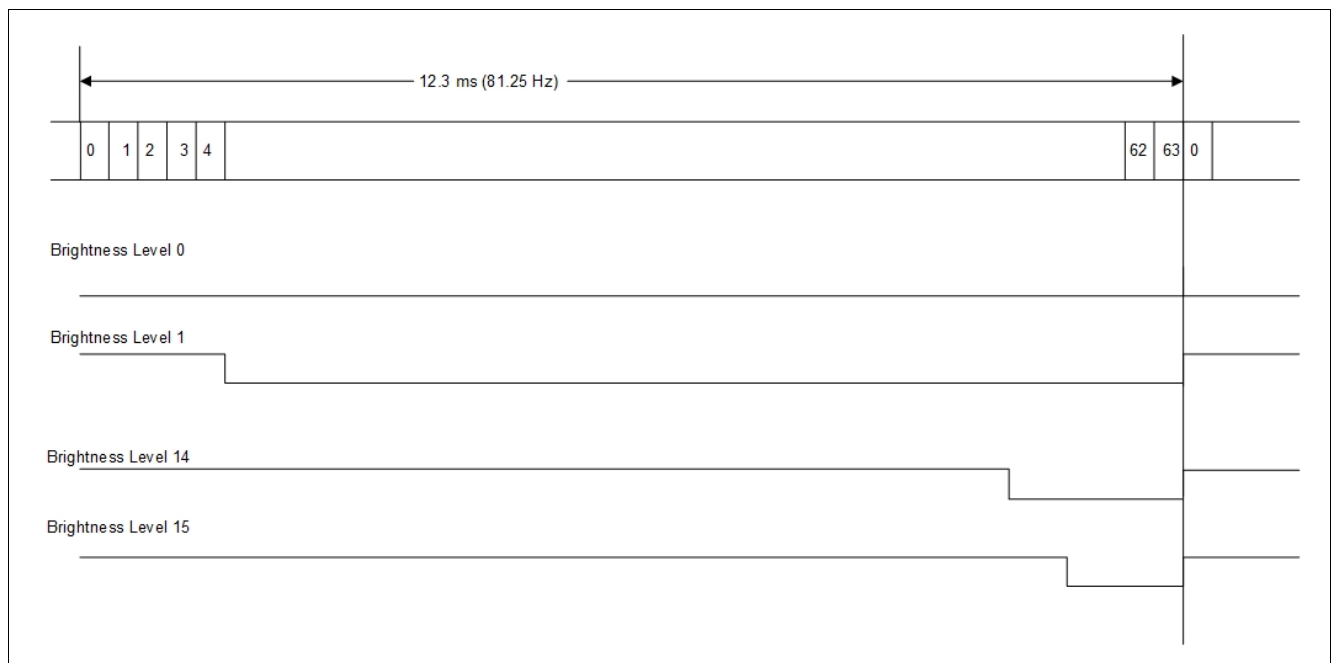 12.3 ms (81.25 Hz)
0 1 2 3 4 62 63 0
Brightness Level 0
Brightness Level 1
Brightness Level 14
Brightness Level 15